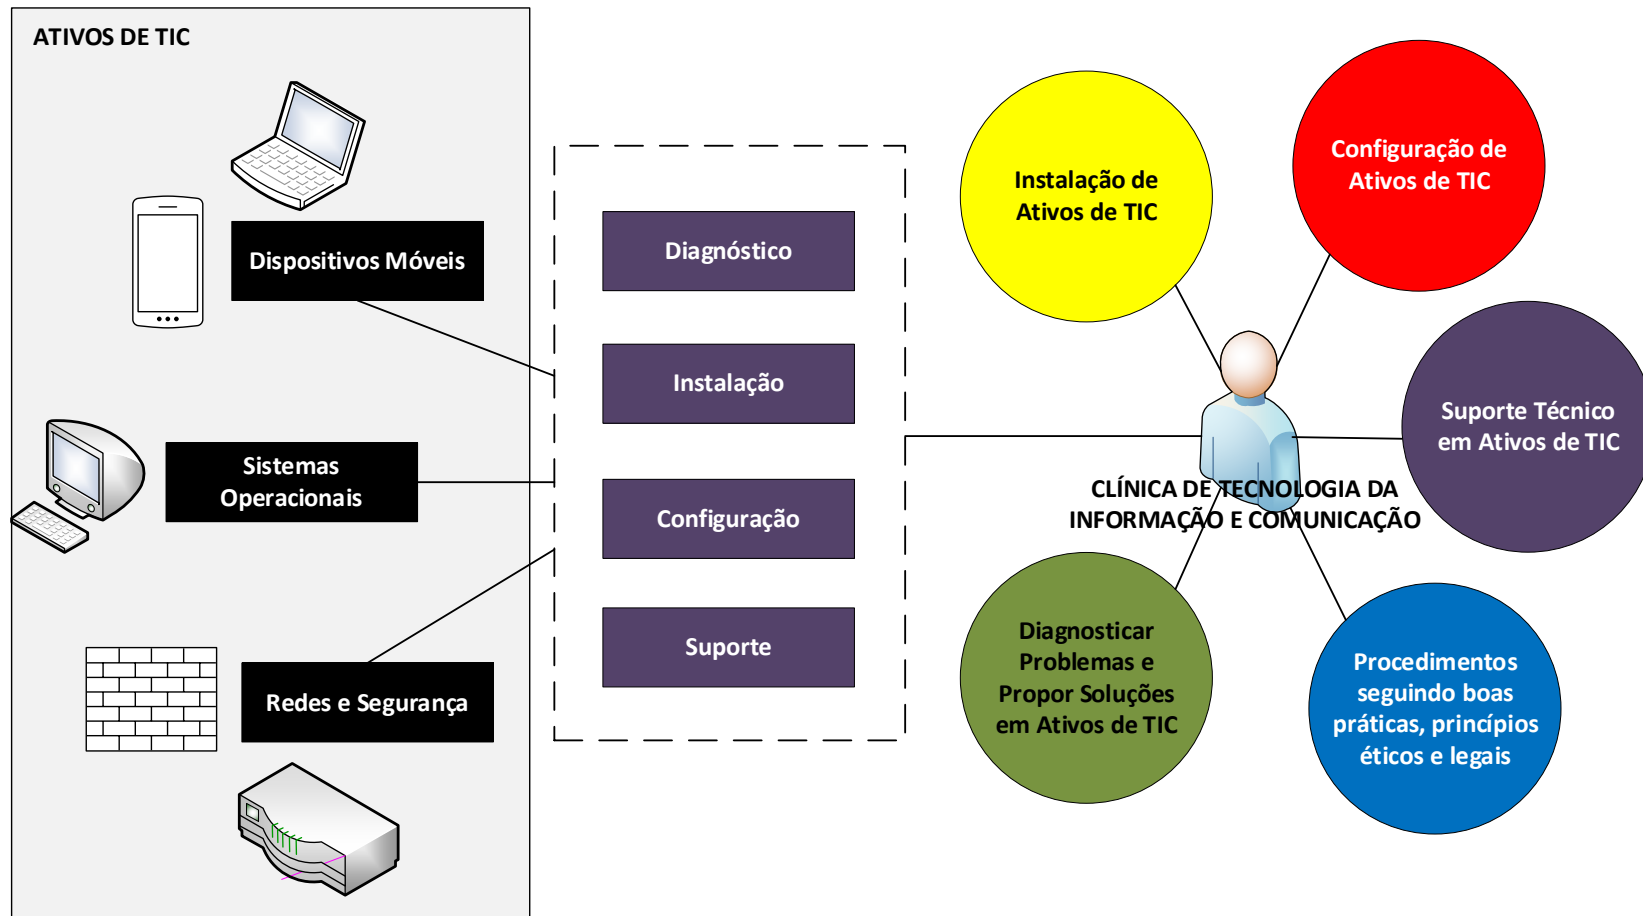 ATIVOS DE TIC
Dispositivos Móveis
Sistemas
Operacionais
Redes e Segurança
Diagnóstico
Instalação
Configuração
Suporte
Instalação de
Ativos de TIC
Configuração de
Ativos de TIC
Suporte Técnico
em Ativos de TIC
CLÍNICA DE TECNOLOGIA DA
INFORMAÇÃO E COMUNICAÇÃO
Diagnosticar
Problemas e
Propor Soluções
em Ativos de TIC
Procedimentos
seguindo boas
práticas, princípios
éticos e legais